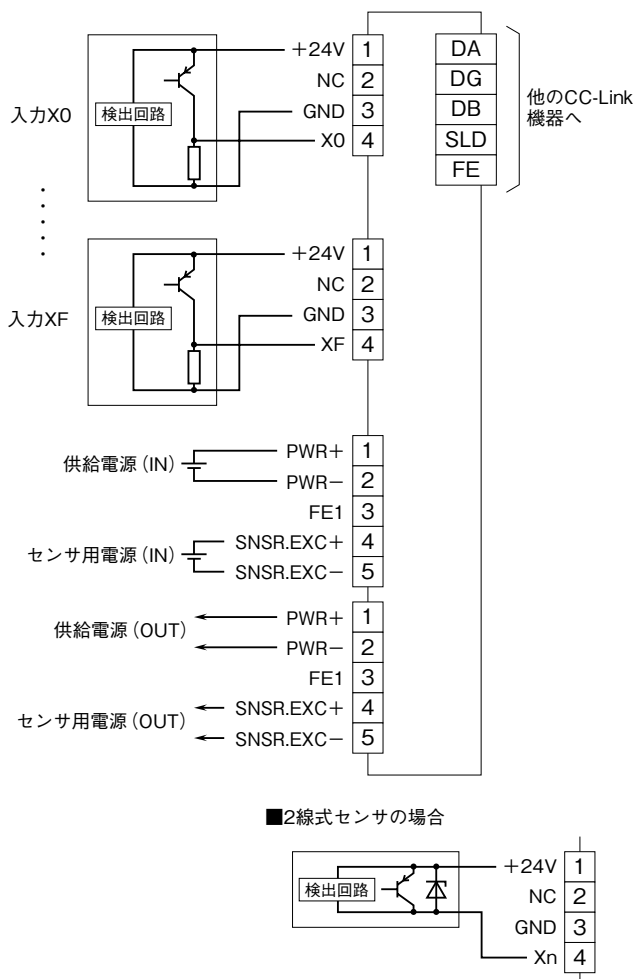 入力X0
検出回路
+24V 1
NC 2
GND 3
X0 4
DA
DG
DB
SLD
FE
他のCC-Link
機器へ
入力XF
検出回路
+24V 1
NC 2
GND 3
XF 4
供給電源(IN)
PWR+ 1
PWR− 2
FE1 3
センサ用電源(IN)
SNSR.EXC+ 4
SNSR.EXC− 5
供給電源(OUT)
PWR+ 1
PWR− 2
FE1 3
センサ用電源(OUT)
SNSR.EXC+ 4
SNSR.EXC− 5
■2線式センサの場合
検出回路
+24V 1
NC 2
GND 3
Xn 4